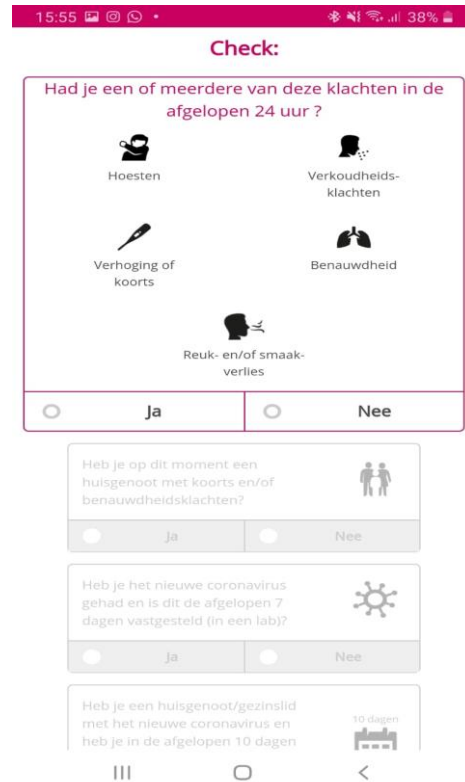 15:55 38%
Check:
Had je een of meerdere van deze klachten in de
afgelopen 24 uur ?
Hoesten
Verkoudheids-
klachten
Verhoging of
koorts
Benauwdheid
Reuk- en/of smaak-
verlies
Ja Nee
Heb je op dit moment een
huisgenoot met koorts en/of
benauwdheidsklachten?
Ja Nee
Heb je het nieuwe coronavirus
gehad en is dit de afgelopen 7
dagen vastgesteld (in een lab)?
Ja Nee
Heb je een huisgenoot/gezinslid
met het nieuwe coronavirus en
heb je in de afgelopen 10 dagen
10 dagen